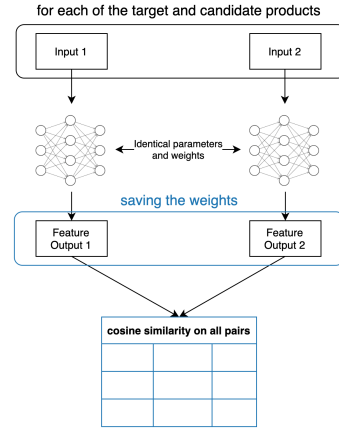 for each of the target and candidate products
Input 1
Input 2
Identical parameters
and weights
saving the weights
Feature
Output 1
Feature
Output 2
cosine similarity on all pairs